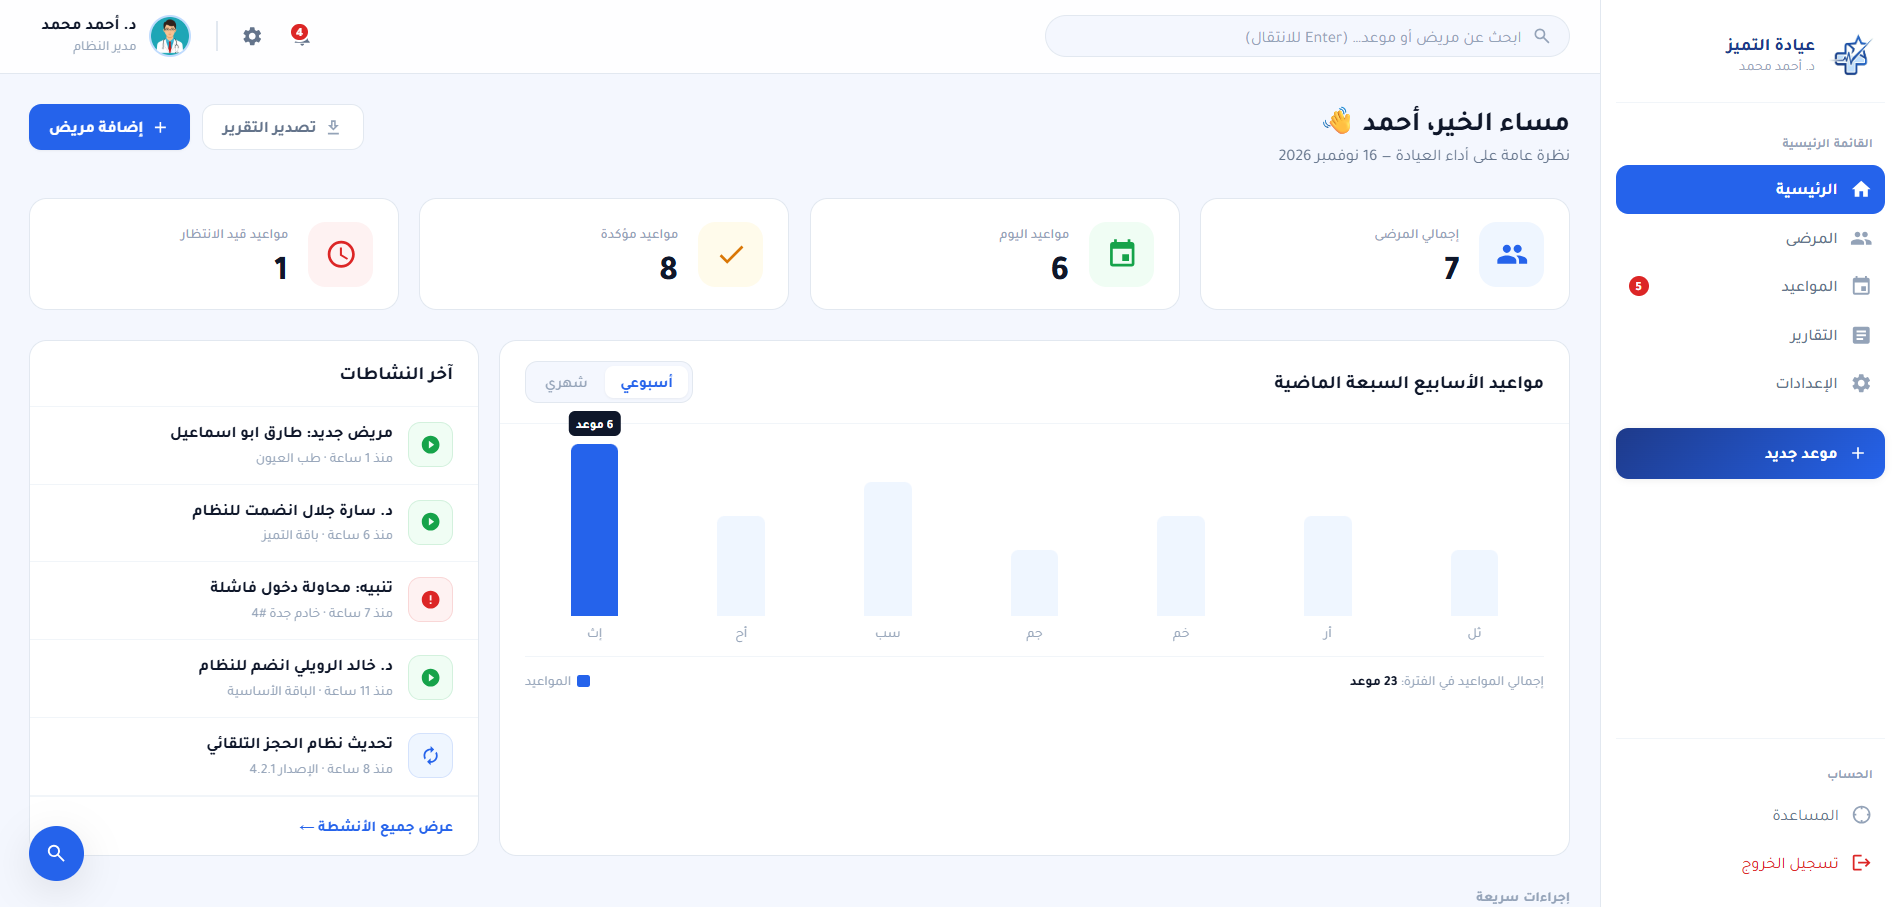 عيادة التميز
د. أحمد محمد
القائمة الرئيسية
الرئيسية
المرضى
المواعيد
5
التقارير
الإعدادات
+ موعد جديد
الحساب
المساعدة
تسجيل الخروج
ابحث عن مريض أو موعد... (Enter للانتقال)
4
د. أحمد محمد
مدير النظام
مساء الخير، أحمد 👋
نظرة عامة على أداء العيادة – 16 نوفمبر 2026
تصدير التقرير
+ إضافة مريض
إجمالي المرضى
7
مواعيد اليوم
6
مواعيد مؤكدة
8
مواعيد قيد الانتظار
1
مواعيد الأسابيع السبعة الماضية
أسبوعي
شهري
6 موعد
ثل
أر
خم
جم
سب
أح
إث
إجمالي المواعيد في الفترة: 23 موعد
المواعيد
آخر النشاطات
مريض جديد: طارق ابو اسماعيل
منذ 1 ساعة · طب العيون
د. سارة جلال انضمت للنظام
منذ 6 ساعة · باقة التميز
تنبيه: محاولة دخول فاشلة
منذ 7 ساعة · خادم جدة #4
د. خالد الرويلي انضم للنظام
منذ 11 ساعة · الباقة الأساسية
تحديث نظام الحجز التلقائي
منذ 8 ساعة · الإصدار 4.2.1
عرض جميع الأنشطة ←
إجراءات سريعة